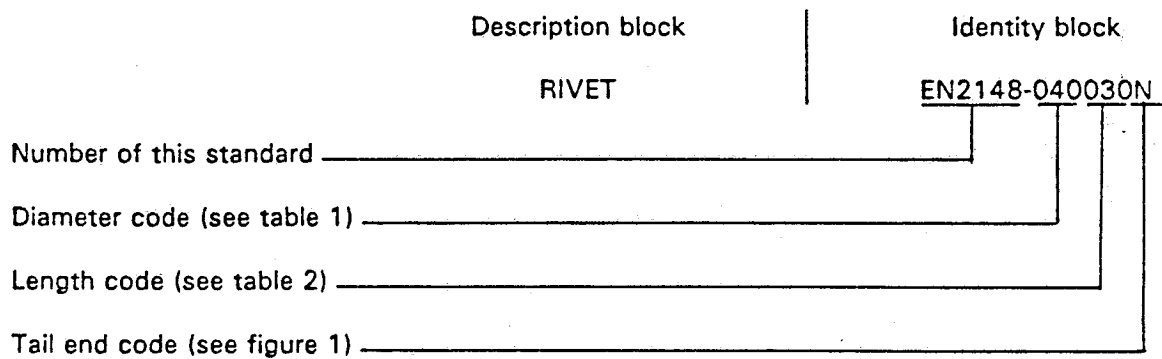 Description block Identity block
RIVET EN2148-040030N
Number of this standard
Diameter code (see table 1)
Length code (see table 2)
Tail end code (see figure 1)